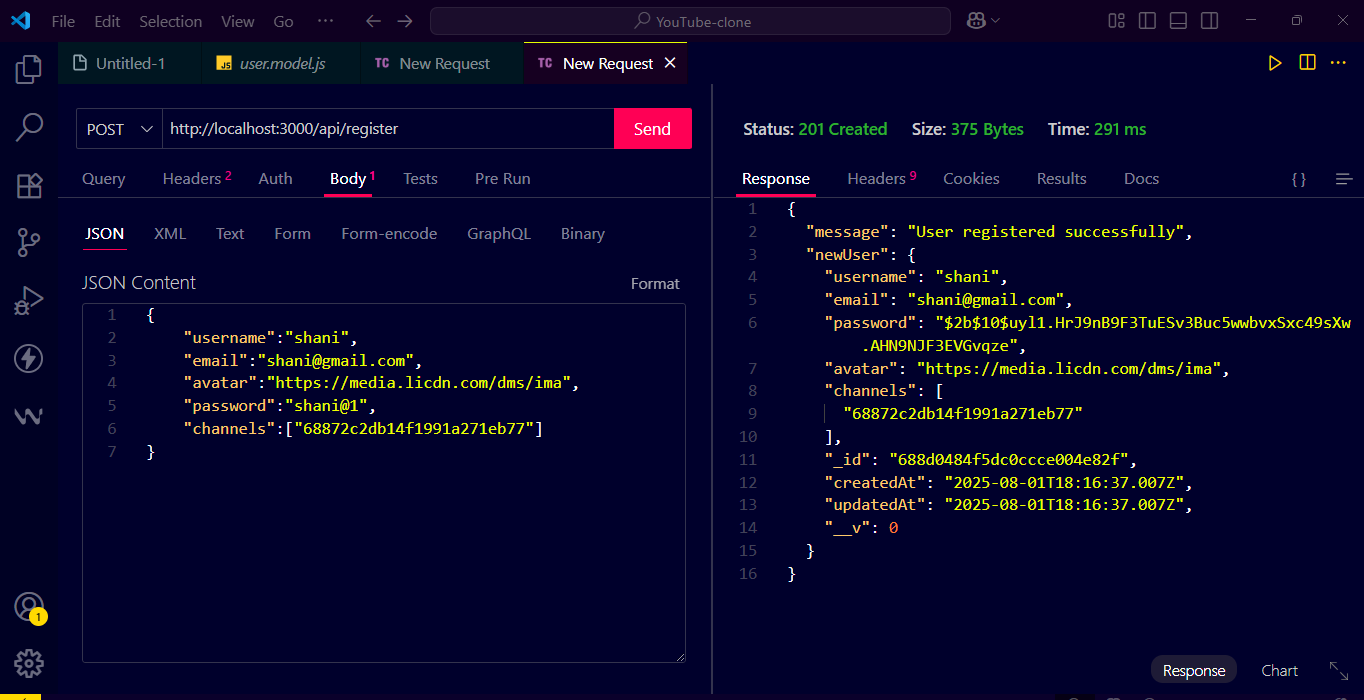 File Edit Selection View Go ··· YouTube-clone
Untitled-1 JS user.model.js TC New Request TC New Request
POST http://localhost:3000/api/register Send
Status: 201 Created Size: 375 Bytes Time: 291 ms
Query Headers 2 Auth Body 1 Tests Pre Run
Response Headers 9 Cookies Results Docs { }
JSON XML Text Form Form-encode GraphQL Binary
JSON Content Format
1 {
2 "username":"shani",
3 "email":"shani@gmail.com",
4 "avatar":"https://media.licdn.com/dms/ima",
5 "password":"shani@1",
6 "channels":["68872c2db14f1991a271eb77"]
7 }
1 {
2 "message": "User registered successfully",
3 "newUser": {
4 "username": "shani",
5 "email": "shani@gmail.com",
6 "password": "$2b$10$uyl1.HrJ9nB9F3TuESv3Buc5wwbvxSxc49sXw
.AHN9NJF3EVGvqze",
7 "avatar": "https://media.licdn.com/dms/ima",
8 "channels": [
9 "68872c2db14f1991a271eb77"
10 ],
11 "_id": "688d0484f5dc0ccce004e82f",
12 "createdAt": "2025-08-01T18:16:37.007Z",
13 "updatedAt": "2025-08-01T18:16:37.007Z",
14 "__v": 0
15 }
16 }
1
Response Chart